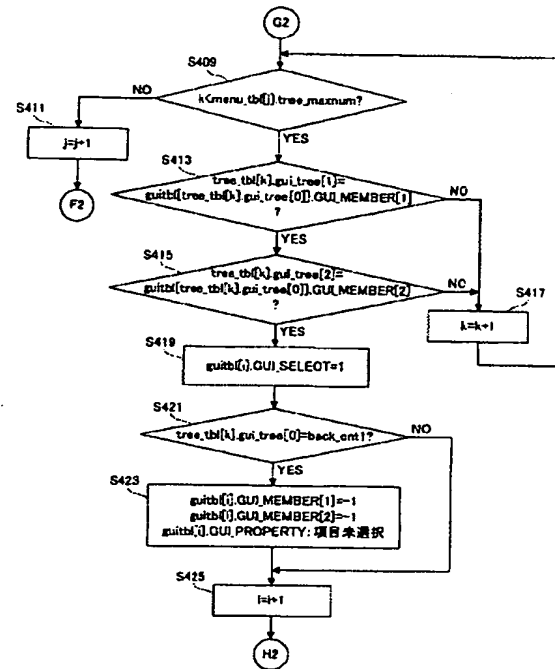 G2
S409
k<menu_tbl[j].tree_maxnum?
NO
YES
S411
j=j+1
F2
S413
tree_tbl[k].gui_tree[1]=
guitbl[tree_tbl[k].gui_tree[0]].GUI_MEMBER[1]
?
NO
YES
S415
tree_tbl[k].gui_tree[2]=
guitbl[tree_tbl[k].gui_tree[0]].GUI_MEMBER[2]
?
NO
YES
S417
k=k+1
S419
guitbl[i].GUI_SELECT=1
S421
tree_tbl[k].gui_tree[0]=back_cnt1?
NO
YES
S423
guitbl[i].GUI_MEMBER[1]=-1
guitbl[i].GUI_MEMBER[2]=-1
guitbl[i].GUI_PROPERTY:項目未選択
S425
i=i+1
H2